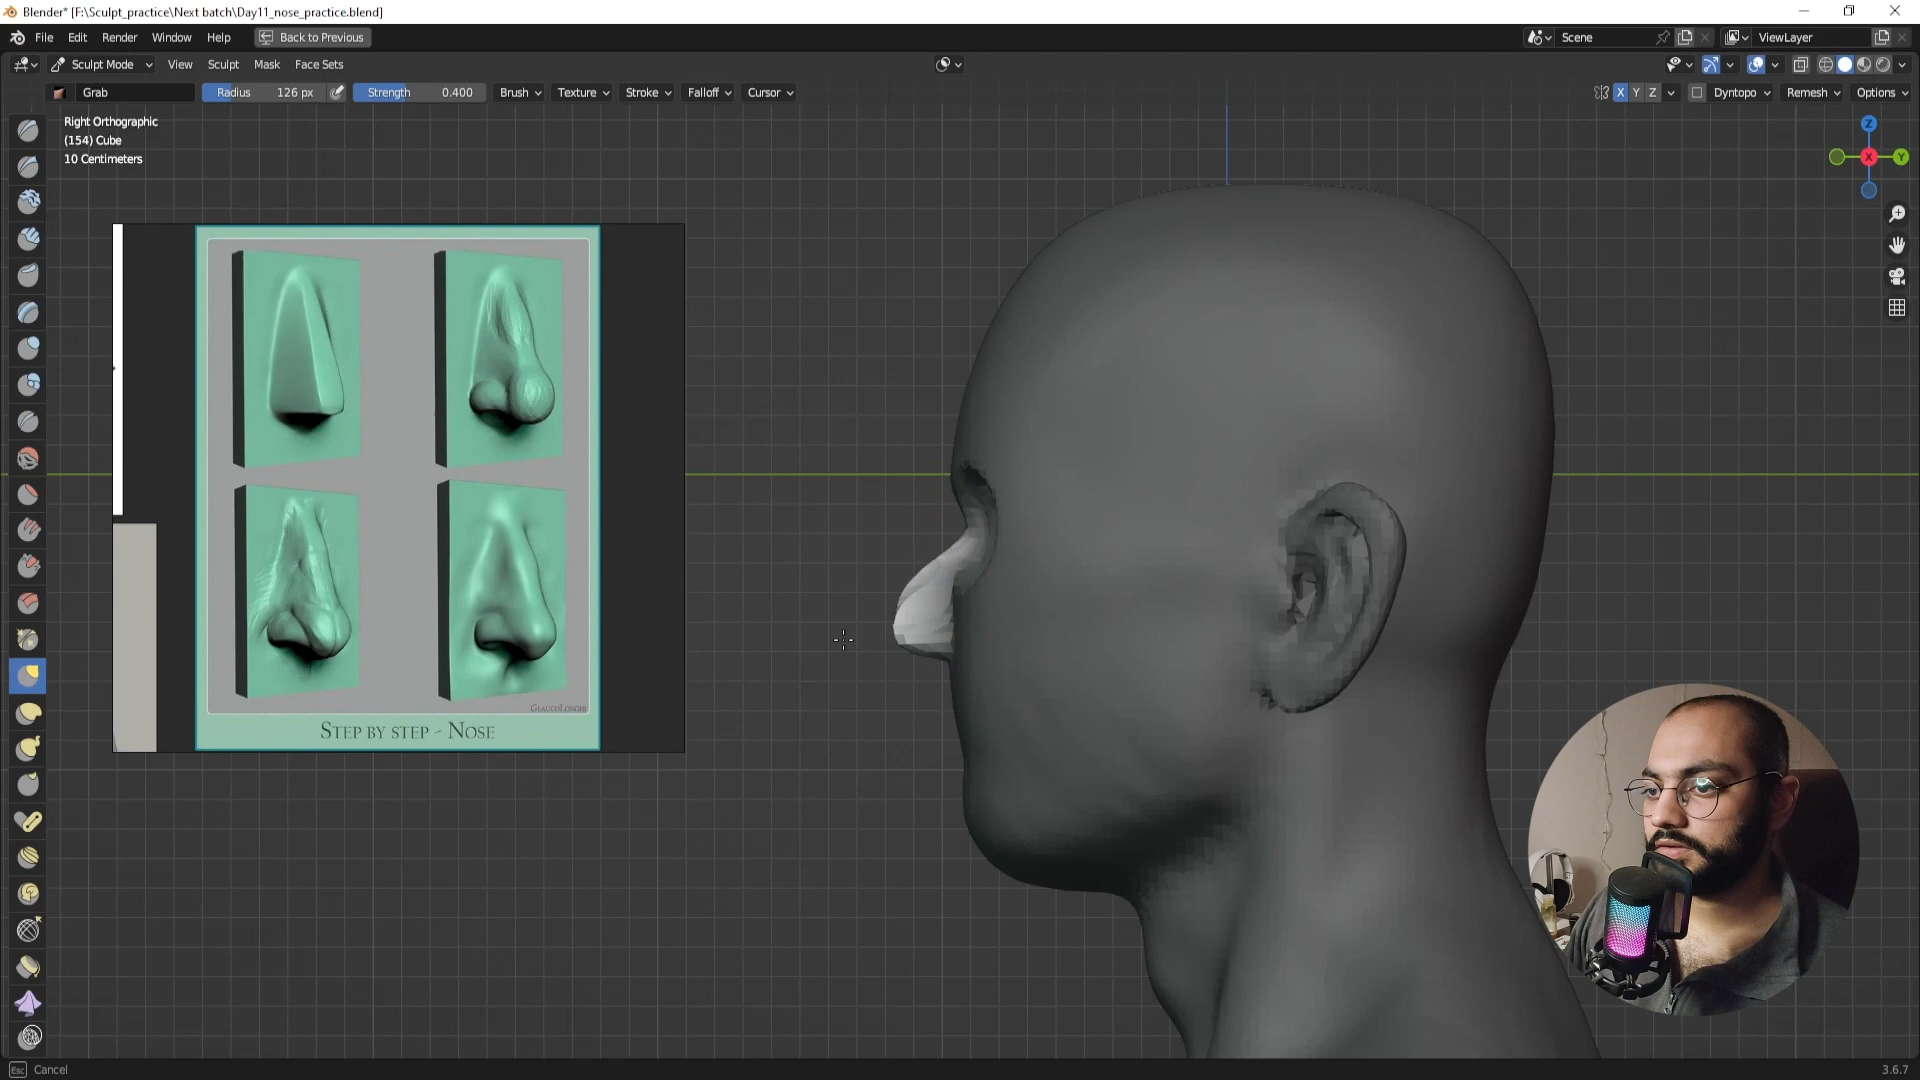 Blender* [F:\Sculpt_practice\Next batch\Day11_nose_practice.blend]
File Edit Render Window Help Back to Previous Scene ViewLayer
Sculpt Mode View Sculpt Mask Face Sets
Grab Radius 126 px Strength 0.400 Brush Texture Stroke Falloff Cursor X Y Z Dyntopo Remesh Options
Right Orthographic
(154) Cube
10 Centimeters
Z
X
Y
GlaucoLonghi
Step by step - Nose
Esc Cancel
3.6.7